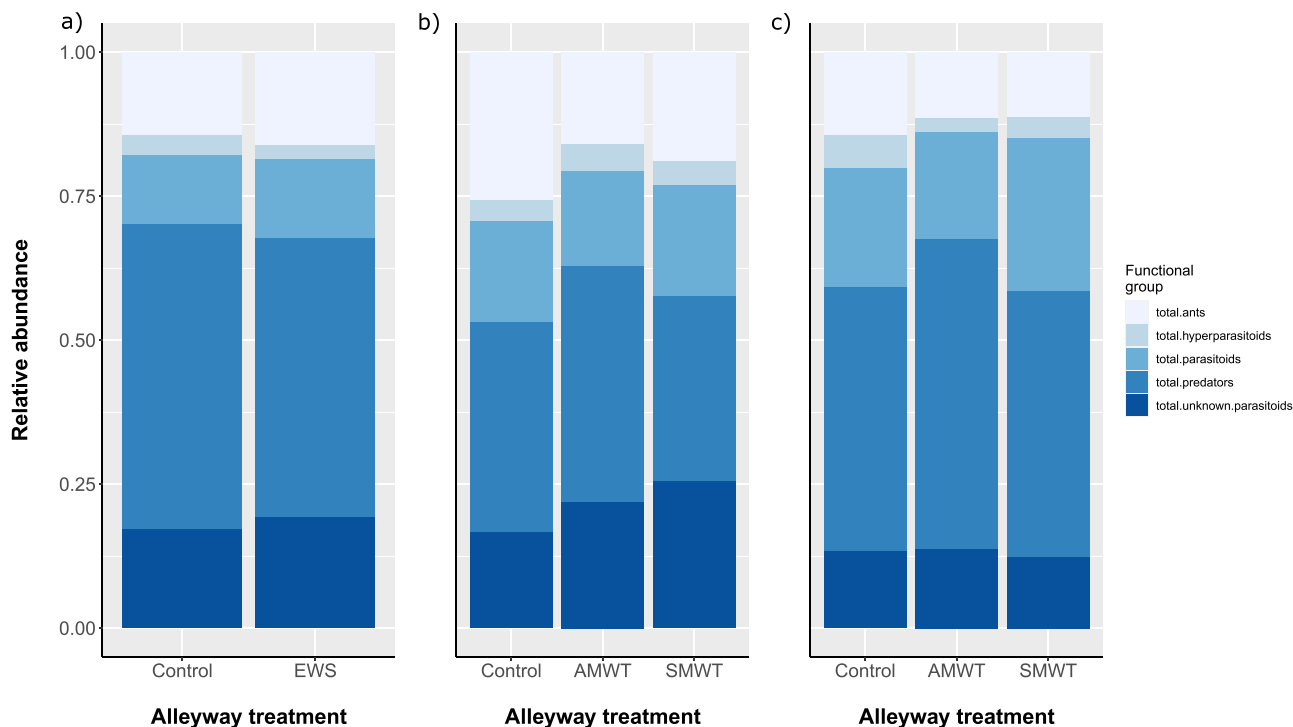 a)
b)
c)
Relative abundance
1.00
0.75
0.50
0.25
0.00
Control
EWS
Control
AMWT
SMWT
Control
AMWT
SMWT
Alleyway treatment
Alleyway treatment
Alleyway treatment
Functional
group
total.ants
total.hyperparasitoids
total.parasitoids
total.predators
total.unknown.parasitoids